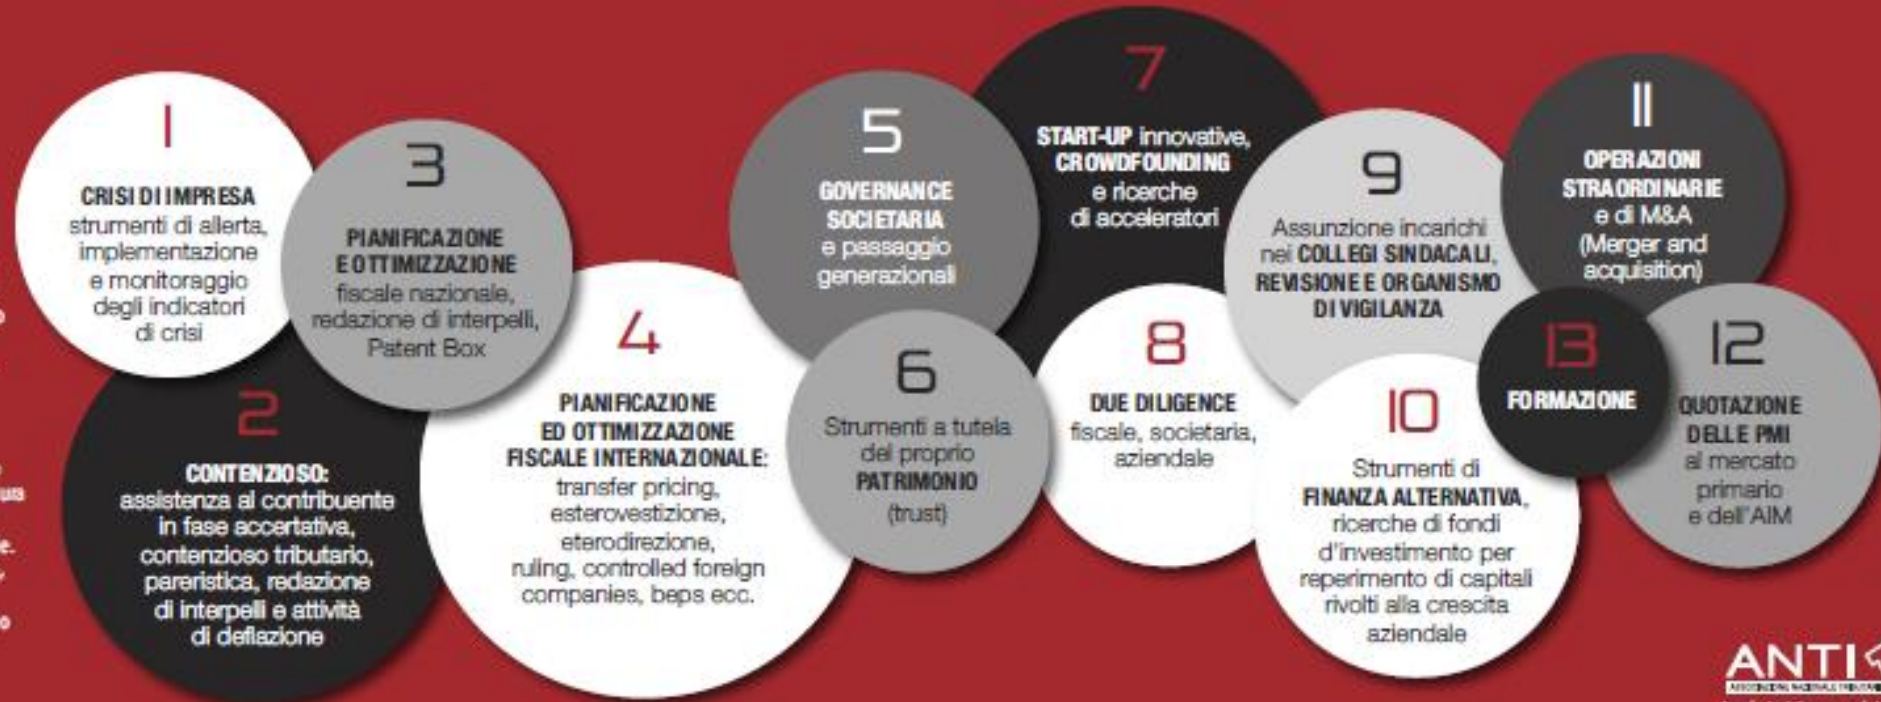 1
CRISI DI IMPRESA
strumenti di allerta,
implementazione
e monitoraggio
degli indicatori
di crisi
2
CONTENZIOSO:
assistenza al contribuente
in fase accertativa,
contenzioso tributario,
pareristica, redazione
di interpelli e attività
di deflazione
3
PIANIFICAZIONE
E OTTIMIZZAZIONE
fiscale nazionale,
redazione di interpelli,
Patent Box
4
PIANIFICAZIONE
ED OTTIMIZZAZIONE
FISCALE INTERNAZIONALE:
transfer pricing,
esterovestizione,
eterodirezione,
ruling, controlled foreign
companies, beps ecc.
5
GOVERNANCE
SOCIETARIA
e passaggio
generazionali
6
Strumenti a tutela
del proprio
PATRIMONIO
(trust)
7
START-UP innovative,
CROWDFOUNDING
e ricerche
di acceleratori
8
DUE DILIGENCE
fiscale, societaria,
aziendale
9
Assunzione incarichi
nei COLLEGI SINDACALI,
REVISIONE E ORGANISMO
DI VIGILANZA
10
Strumenti di
FINANZA ALTERNATIVA,
ricerche di fondi
d'investimento per
reperimento di capitali
rivolti alla crescita
aziendale
11
OPERAZIONI
STRAORDINARIE
e di M&A
(Merger and
acquisition)
12
QUOTAZIONE
DELLE PMI
al mercato
primario
e dell'AIM
13
FORMAZIONE
ANTI